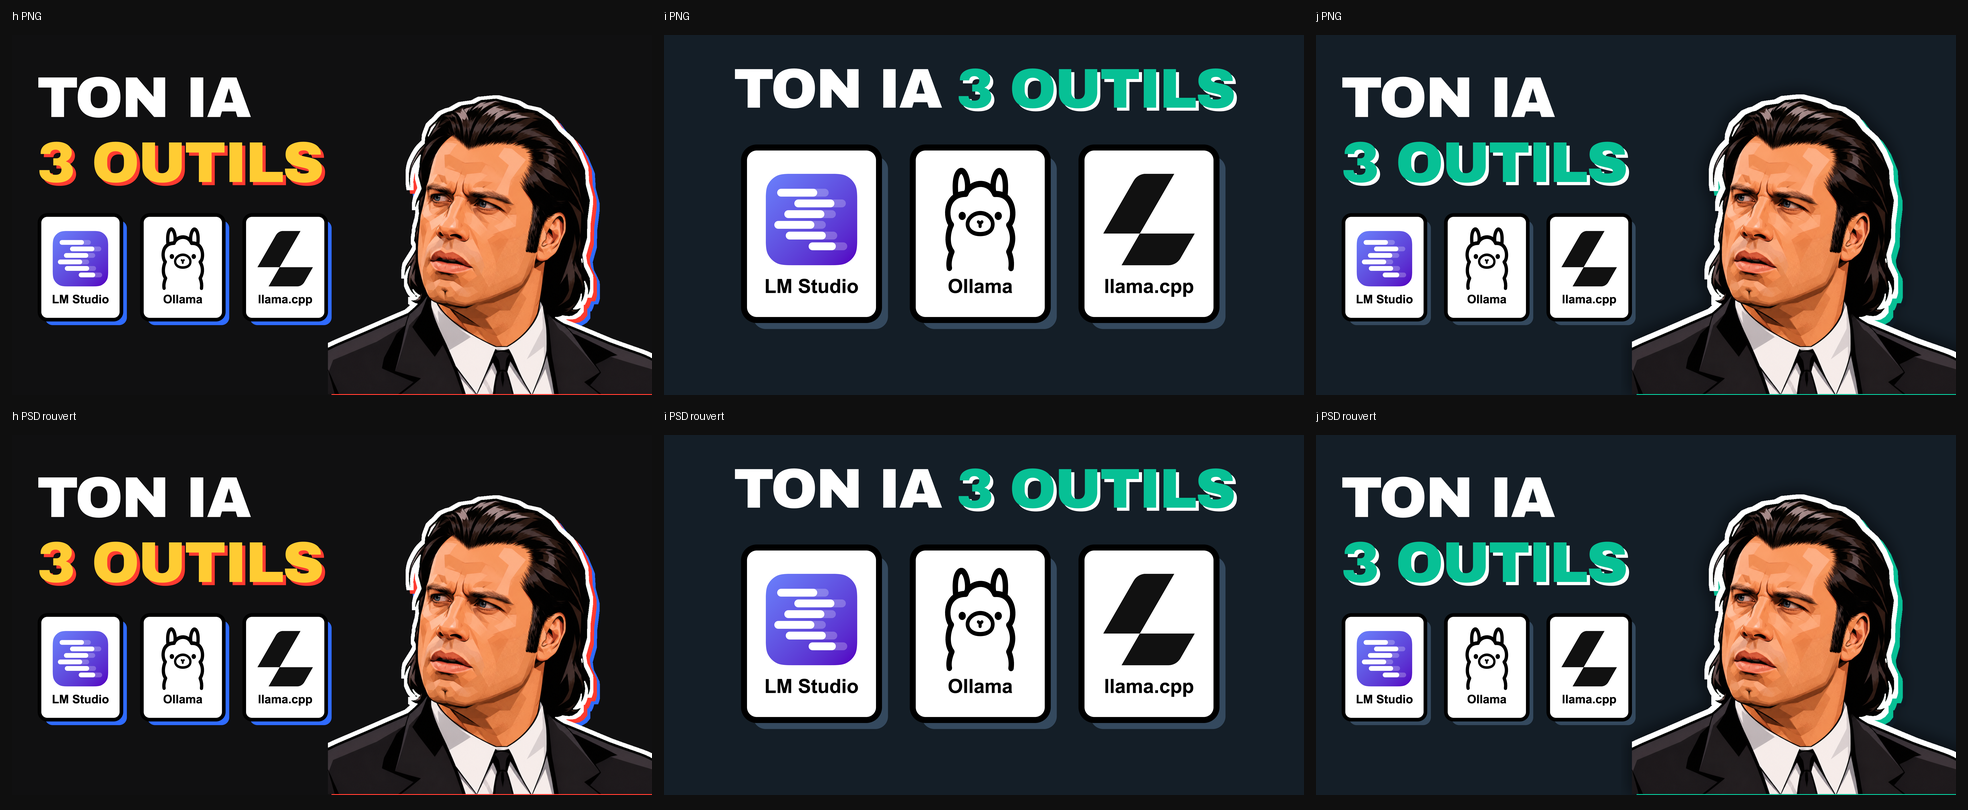 h PNG
i PNG
j PNG
TON IA
3 OUTILS
LM Studio
Ollama
llama.cpp
TON IA 3 OUTILS
LM Studio
Ollama
llama.cpp
TON IA
3 OUTILS
LM Studio
Ollama
llama.cpp
h PSD rouvert
i PSD rouvert
j PSD rouvert
TON IA
3 OUTILS
LM Studio
Ollama
llama.cpp
TON IA 3 OUTILS
LM Studio
Ollama
llama.cpp
TON IA
3 OUTILS
LM Studio
Ollama
llama.cpp